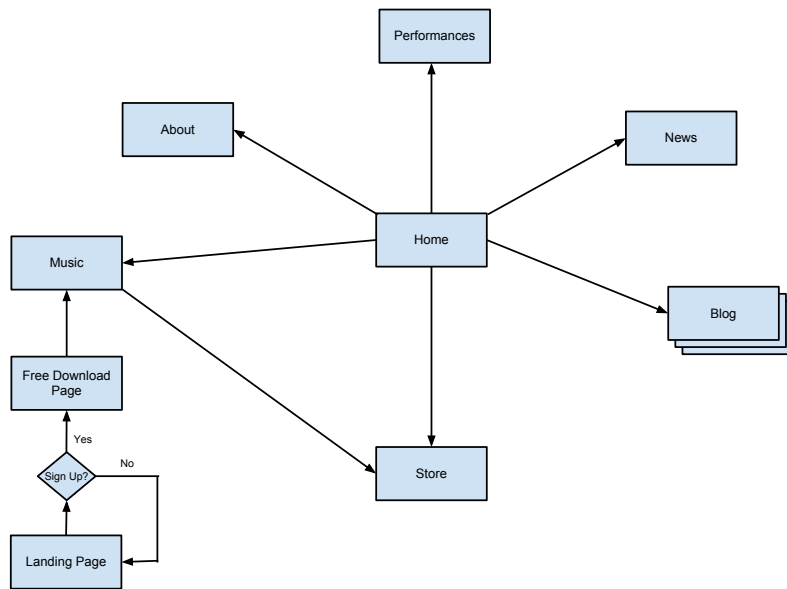 Performances
About
News
Home
Music
Blog
Free Download
Page
Yes
Sign Up?
No
Store
Landing Page